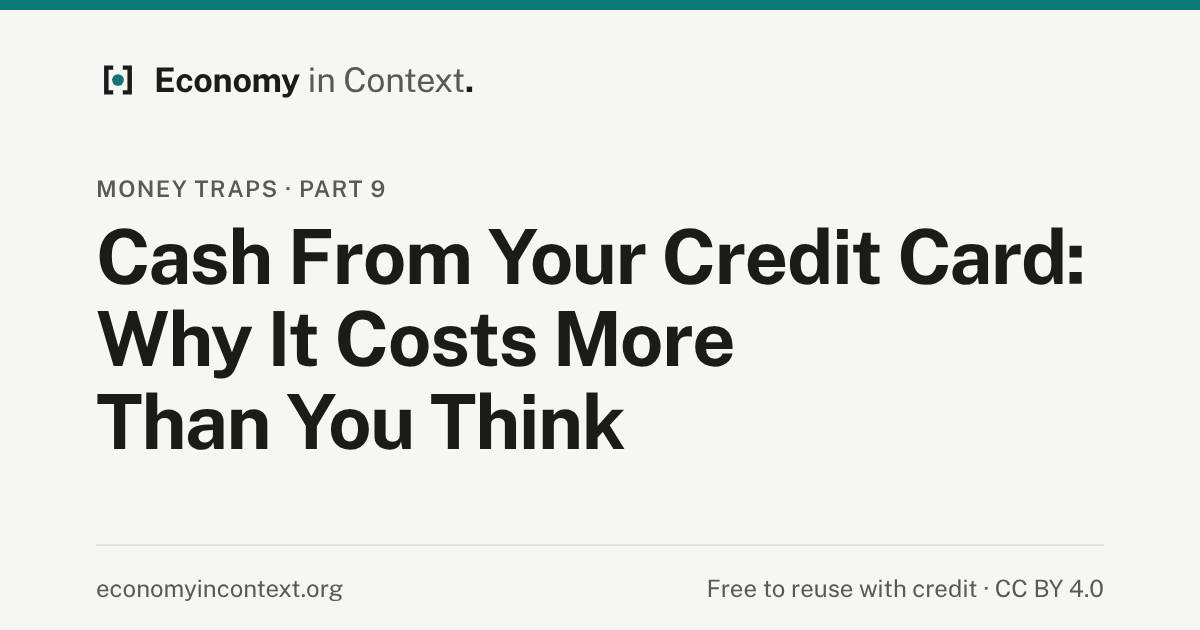 [•] Economy in Context.
MONEY TRAPS · PART 9
Cash From Your Credit Card:
Why It Costs More
Than You Think
economyincontext.org
Free to reuse with credit · CC BY 4.0